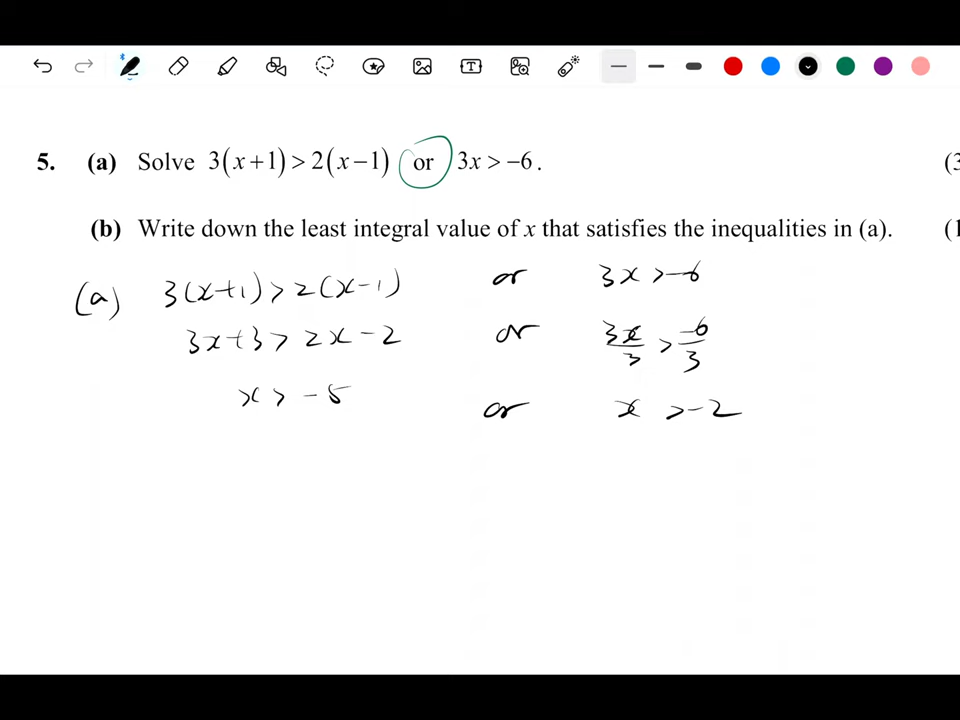 5. (a) Solve 3(x+1)>2(x−1) or 3x>−6. (3
(b) Write down the least integral value of x that satisfies the inequalities in (a). (1
(a) 3(x+1)>2(x-1) or 3x>-6
3x+3>2x-2 or 3x/3 > -6/3
x>-5 or x>-2